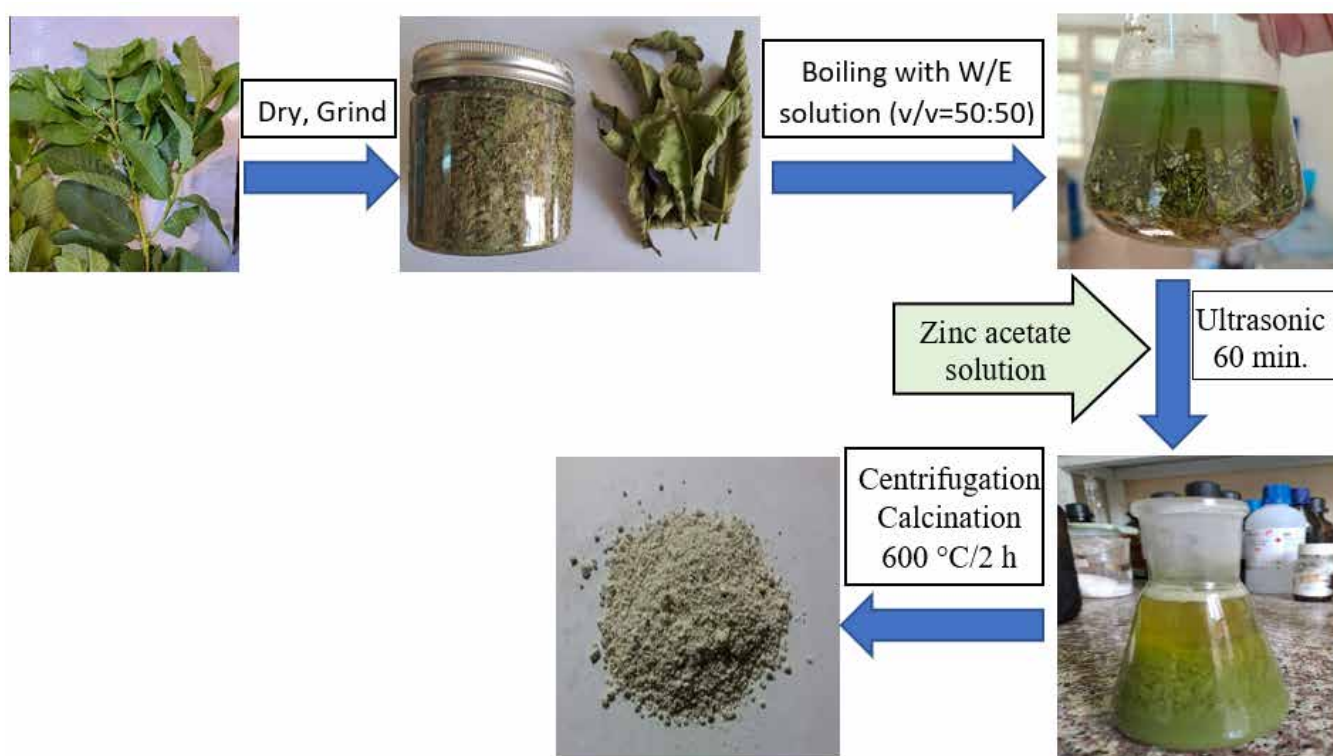 Dry, Grind
Boiling with W/E
solution (v/v=50:50)
Zinc acetate
solution
Ultrasonic
60 min.
Centrifugation
Calcination
600 °C/2 h